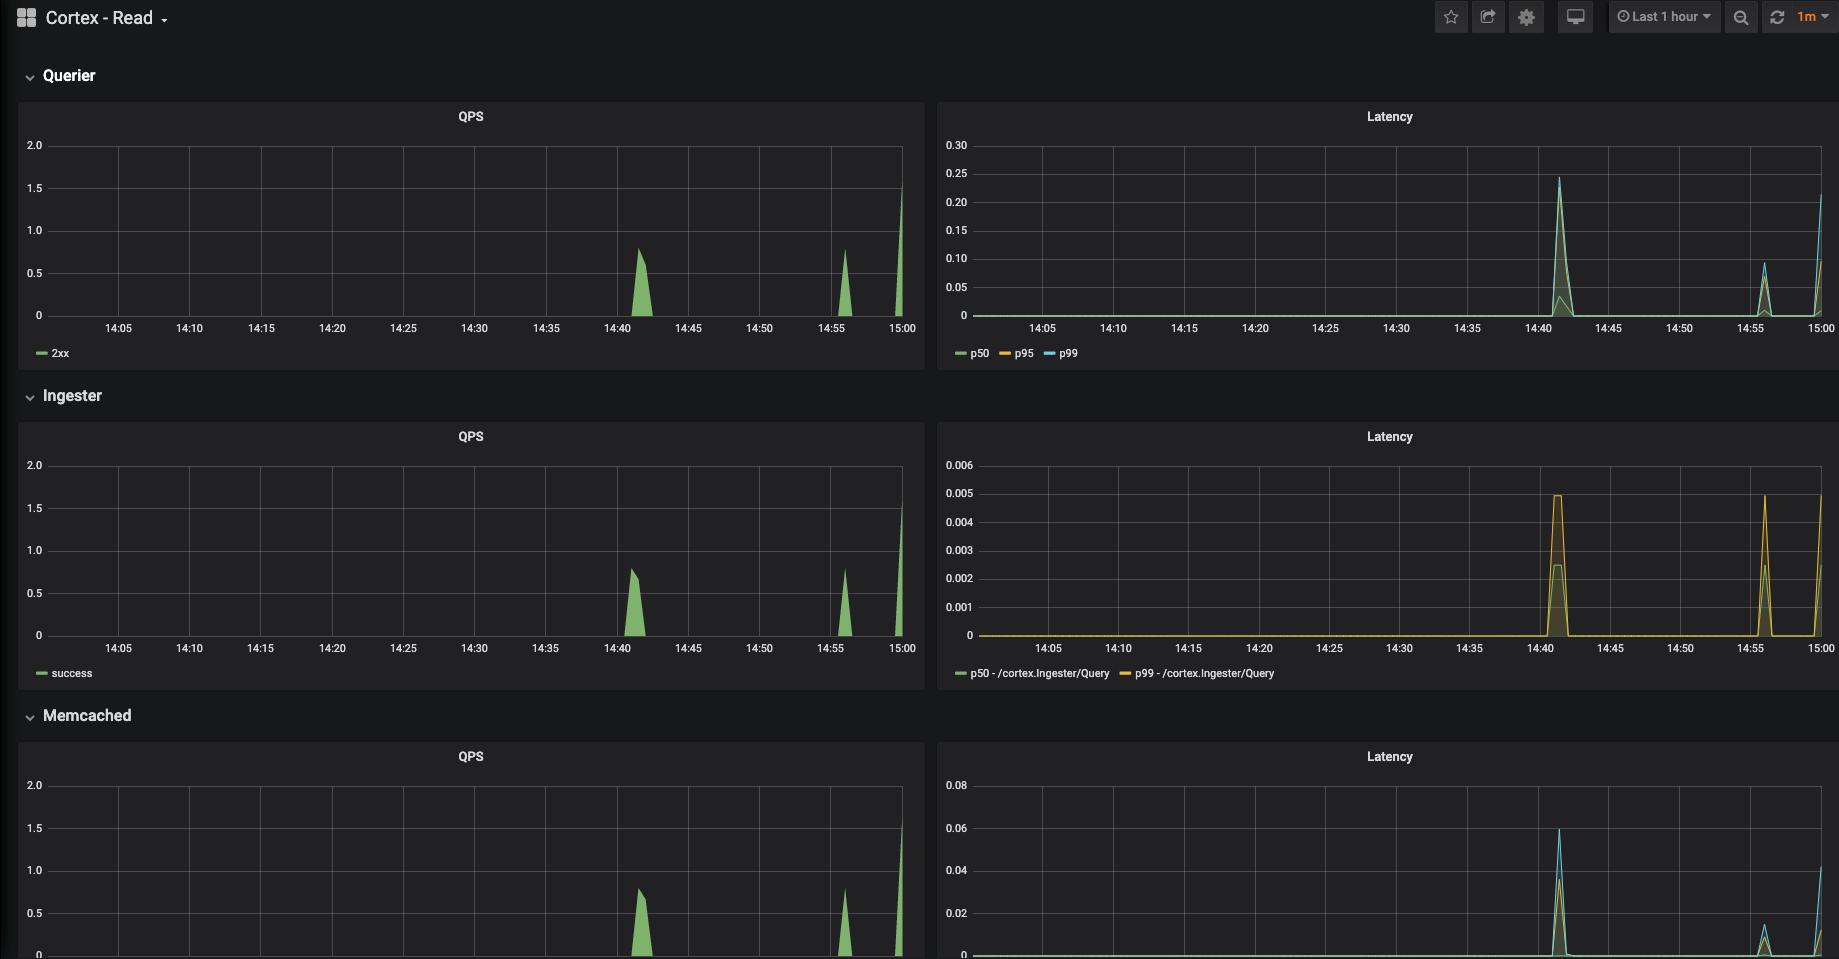 Cortex - Read
Last 1 hour
1m
Querier
QPS
2.0
1.5
1.0
0.5
0
14:05 14:10 14:15 14:20 14:25 14:30 14:35 14:40 14:45 14:50 14:55 15:00
2xx
Latency
0.30
0.25
0.20
0.15
0.10
0.05
0
14:05 14:10 14:15 14:20 14:25 14:30 14:35 14:40 14:45 14:50 14:55 15:00
p50 p95 p99
Ingester
QPS
2.0
1.5
1.0
0.5
0
14:05 14:10 14:15 14:20 14:25 14:30 14:35 14:40 14:45 14:50 14:55 15:00
success
Latency
0.006
0.005
0.004
0.003
0.002
0.001
0
14:05 14:10 14:15 14:20 14:25 14:30 14:35 14:40 14:45 14:50 14:55 15:00
p50 - /cortex.Ingester/Query p99 - /cortex.Ingester/Query
Memcached
QPS
2.0
1.5
1.0
0.5
0
Latency
0.08
0.06
0.04
0.02
0